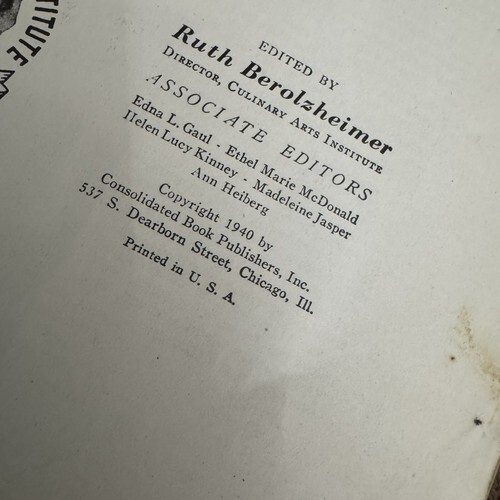 TITUTE
EDITED BY
Ruth Berolzheimer
DIRECTOR, CULINARY ARTS INSTITUTE
ASSOCIATE EDITORS
Edna L. Gaul · Ethel Marie McDonald
Helen Lucy Kinney · Madeleine Jasper
Ann Heiberg
Copyright 1940 by
Consolidated Book Publishers, Inc.
537 S. Dearborn Street, Chicago, Ill.
Printed in U. S. A.